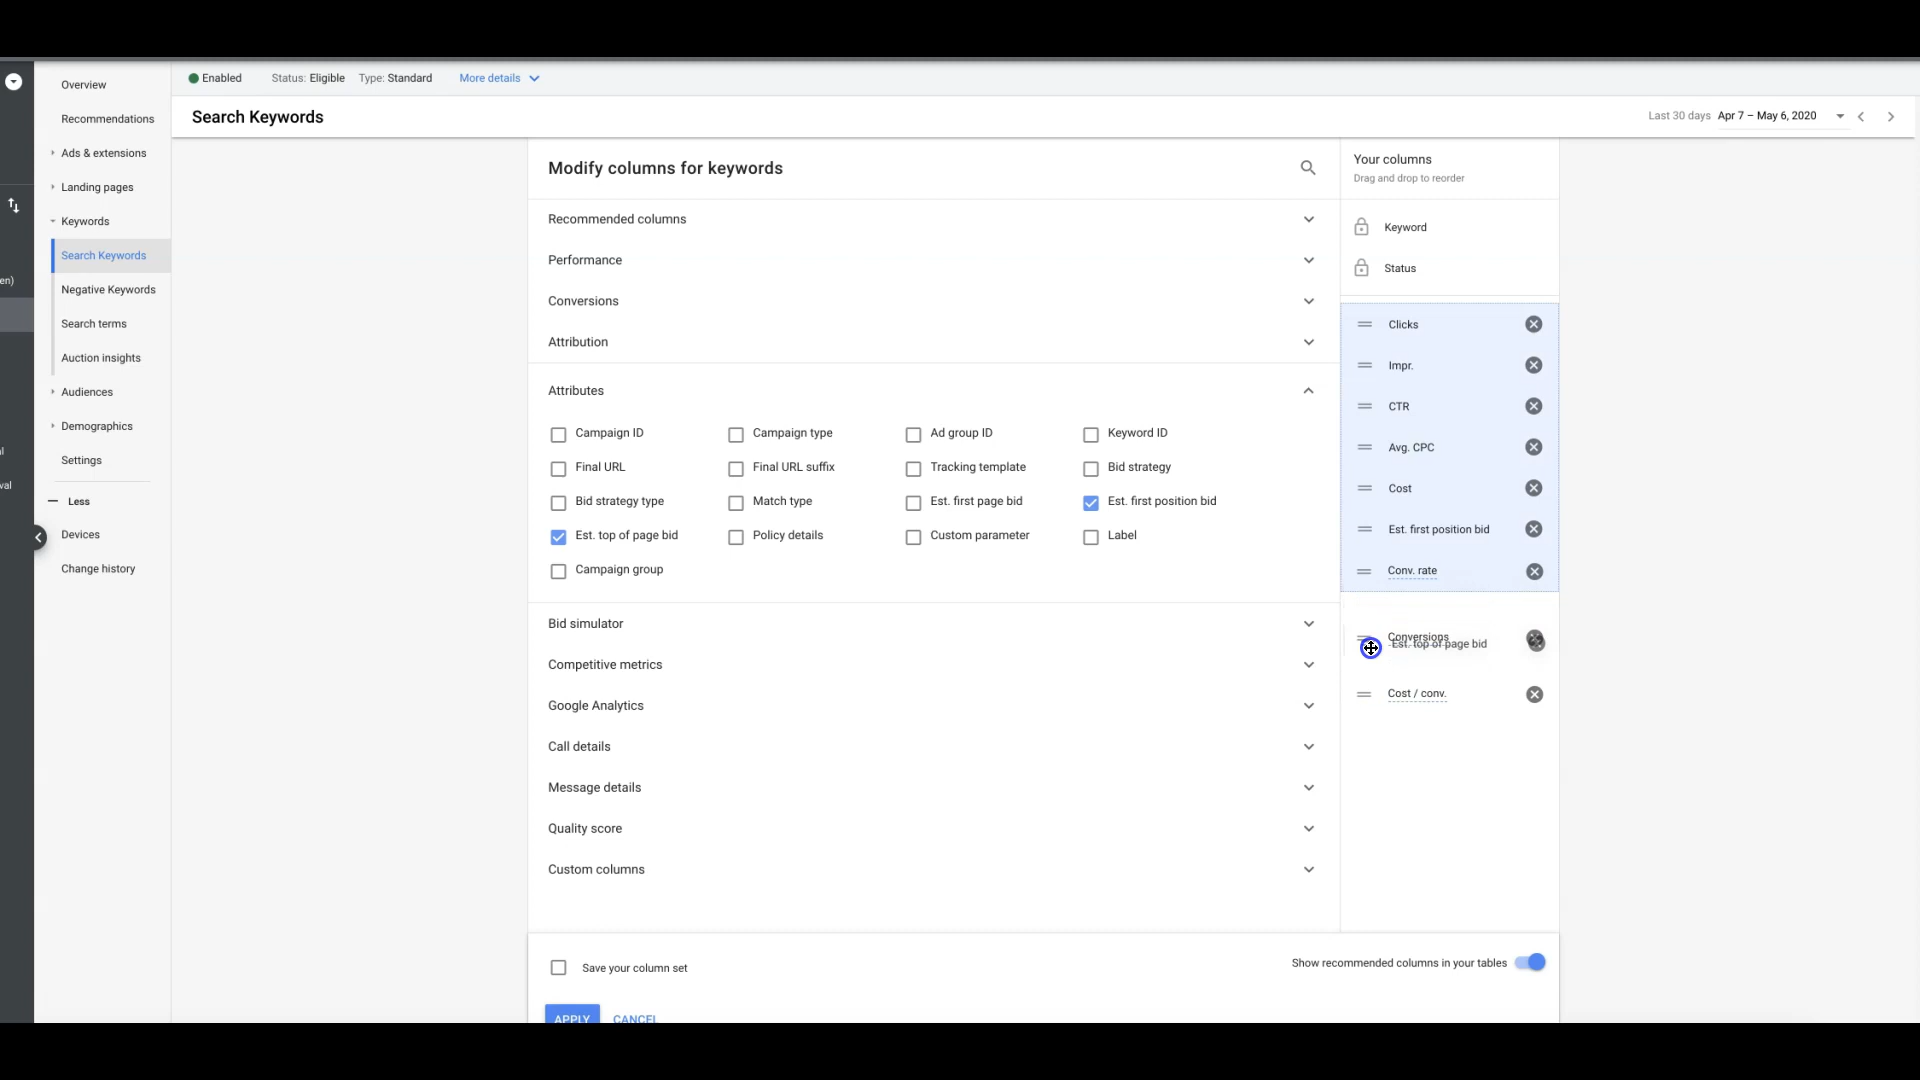 Enabled Status: Eligible Type: Standard More details
Search Keywords
Last 30 days Apr 7 – May 6, 2020
Overview
Recommendations
Ads & extensions
Landing pages
Keywords
Search Keywords
Negative Keywords
Search terms
Auction insights
Audiences
Demographics
Settings
Less
Devices
Change history
en)
val
Modify columns for keywords
Recommended columns
Performance
Conversions
Attribution
Attributes
Campaign ID Campaign type Ad group ID Keyword ID
Final URL Final URL suffix Tracking template Bid strategy
Bid strategy type Match type Est. first page bid Est. first position bid
Est. top of page bid Policy details Custom parameter Label
Campaign group
Bid simulator
Competitive metrics
Google Analytics
Call details
Message details
Quality score
Custom columns
Your columns
Drag and drop to reorder
Keyword
Status
Clicks
Impr.
CTR
Avg. CPC
Cost
Est. first position bid
Conv. rate
Conversions
Est. top of page bid
Cost / conv.
Save your column set
Show recommended columns in your tables
APPLY CANCEL